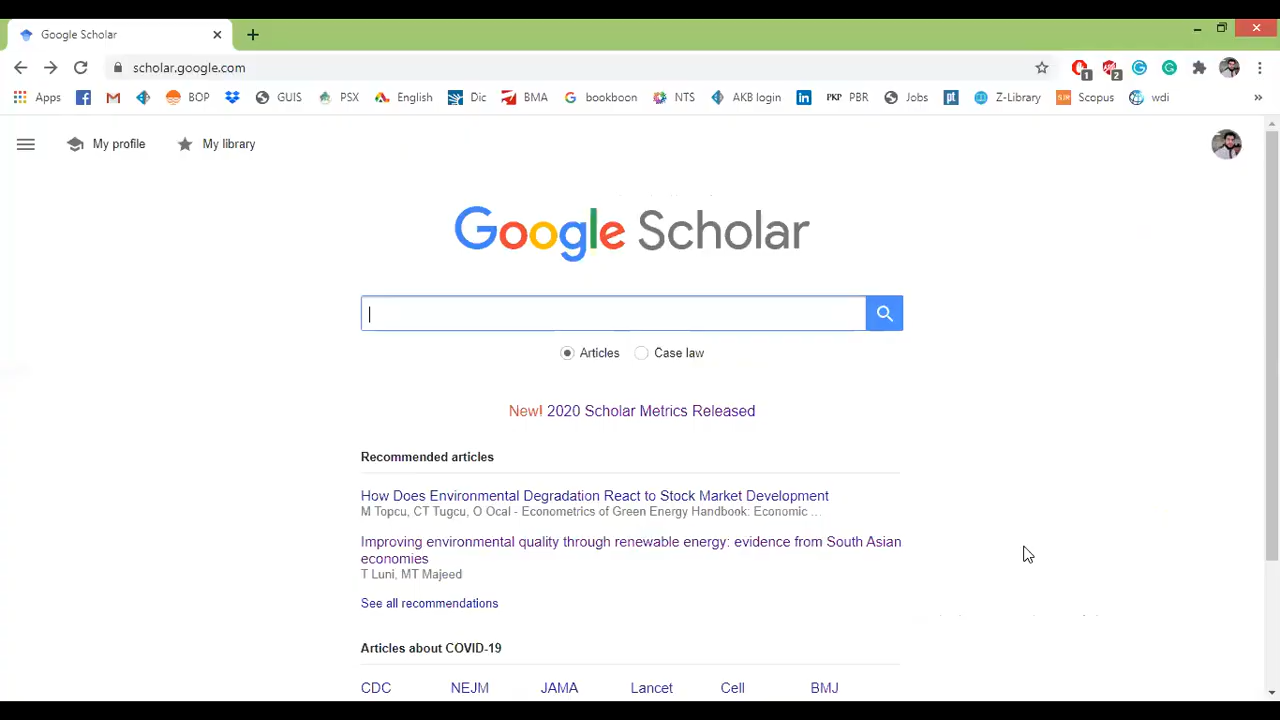 Google Scholar
scholar.google.com
1
2
Apps
GUIS
BOP
PSX
English
Dic
BMA
bookboon
NTS
AKB login
PKP PBR
Jobs
pt
Z-Library
SJR Scopus
wdi
»
My profile
My library
Google Scholar
Articles
Case law
New! 2020 Scholar Metrics Released
Recommended articles
How Does Environmental Degradation React to Stock Market Development
M Topcu, CT Tugcu, O Ocal - Econometrics of Green Energy Handbook: Economic ...
Improving environmental quality through renewable energy: evidence from South Asian
economies
T Luni, MT Majeed
See all recommendations
Articles about COVID-19
CDC NEJM JAMA Lancet Cell BMJ